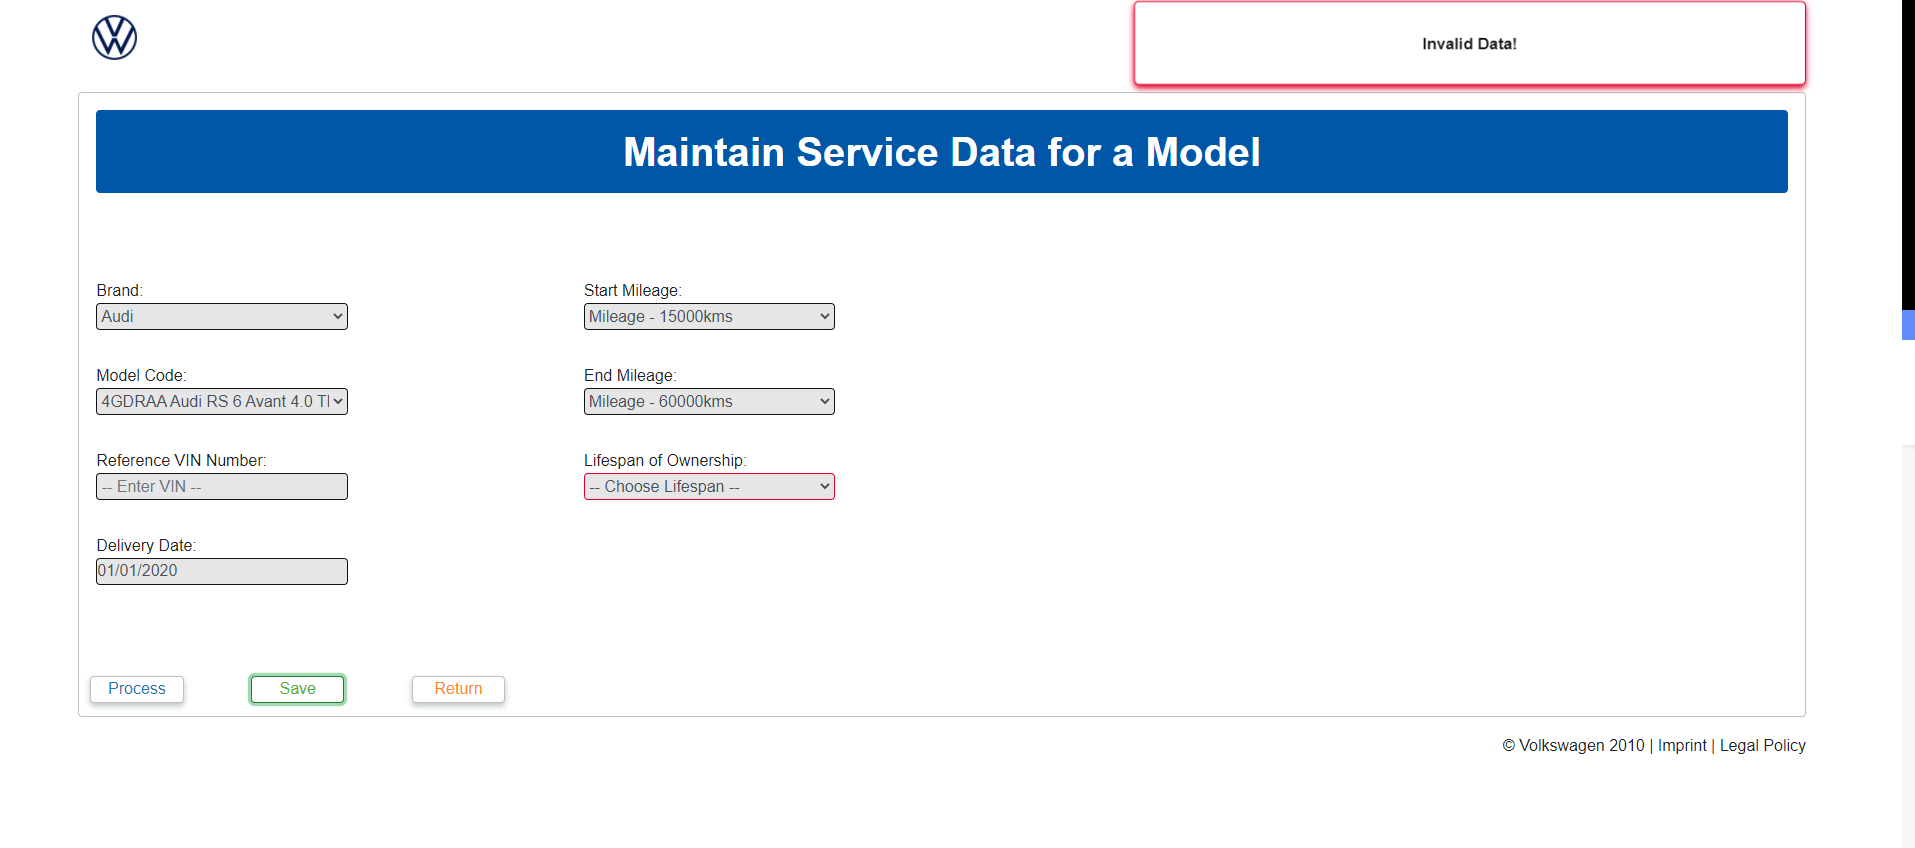 Invalid Data!
Maintain Service Data for a Model
Brand:
Audi
Model Code:
4GDRAA Audi RS 6 Avant 4.0 T
Reference VIN Number:
-- Enter VIN --
Delivery Date:
01/01/2020
Start Mileage:
Mileage - 15000kms
End Mileage:
Mileage - 60000kms
Lifespan of Ownership:
-- Choose Lifespan --
Process
Save
Return
© Volkswagen 2010 | Imprint | Legal Policy